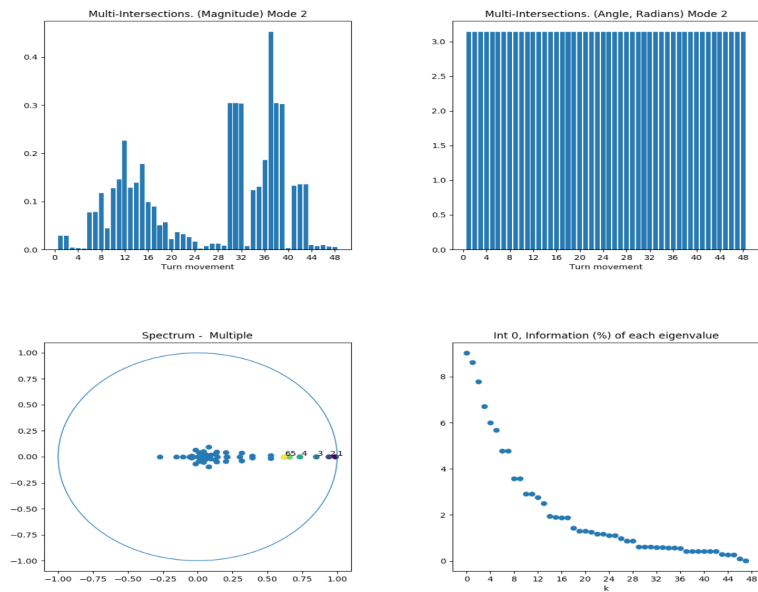 Multi-Intersections. (Magnitude) Mode 2
0.4
0.3
0.2
0.1
0.0
0 4 8 12 16 20 24 28 32 36 40 44 48
Turn movement
Multi-Intersections. (Angle, Radians) Mode 2
3.0
2.5
2.0
1.5
1.0
0.5
0.0
0 4 8 12 16 20 24 28 32 36 40 44 48
Turn movement
Spectrum - Multiple
1.00
0.75
0.50
0.25
0.00
−0.25
−0.50
−0.75
−1.00
65 4 3 21
−1.00 −0.75 −0.50 −0.25 0.00 0.25 0.50 0.75 1.00
Int 0, Information (%) of each eigenvalue
8
6
4
2
0
0 4 8 12 16 20 24 28 32 36 40 44 48
k